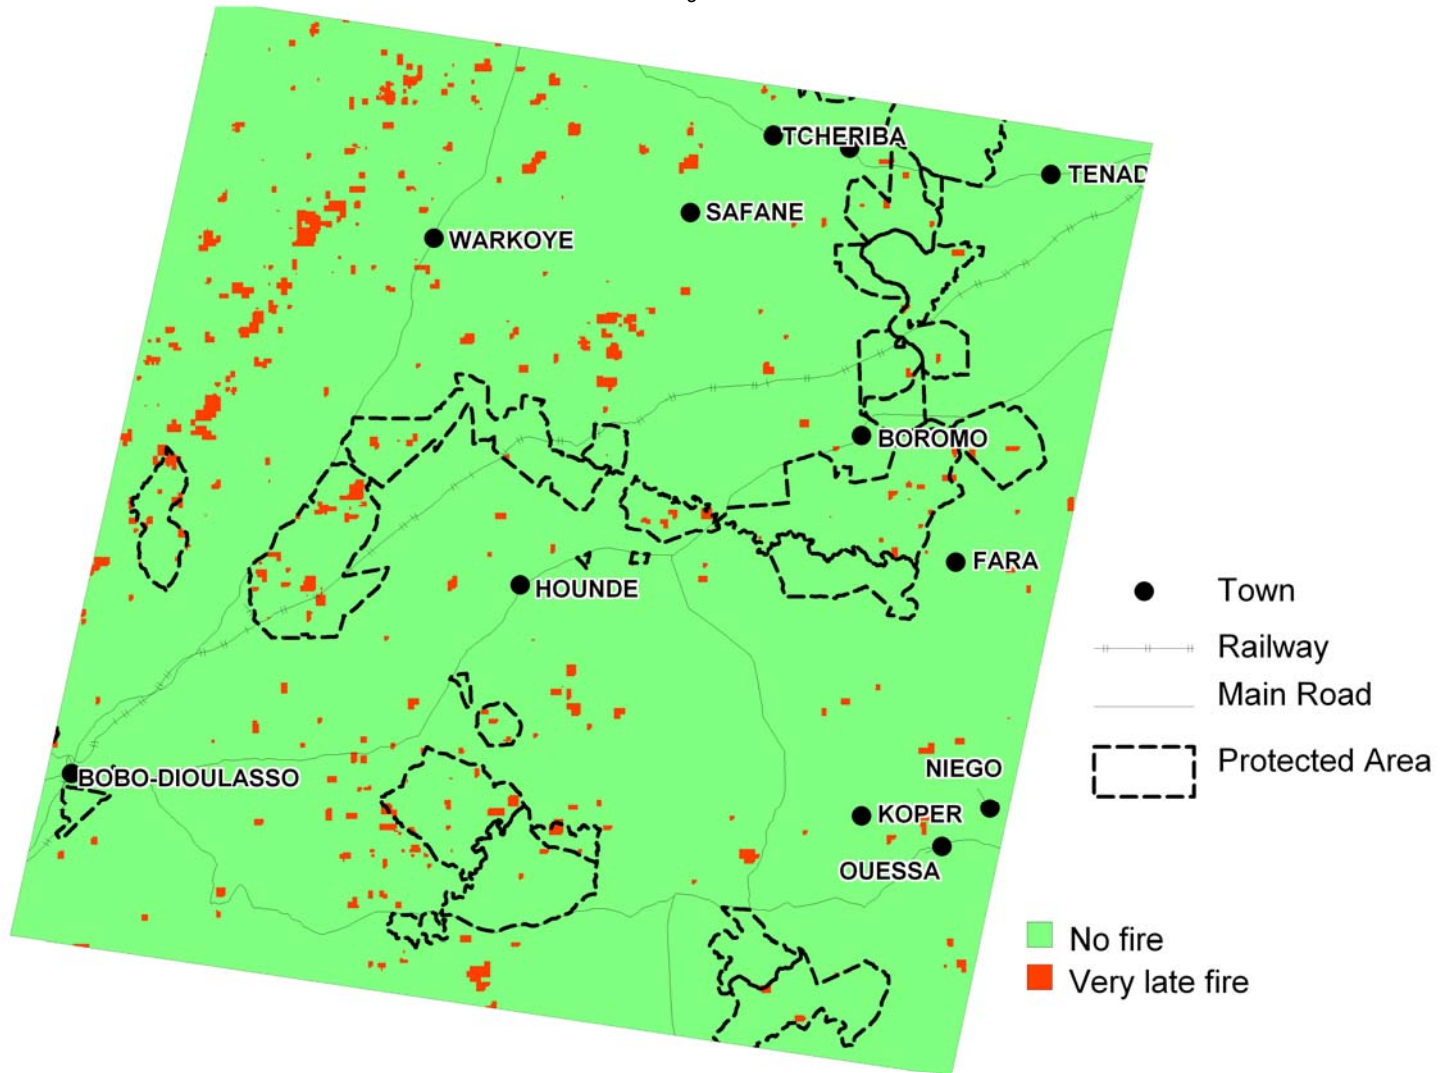 TCHERIBA
TENAD
SAFANE
WARKOYE
BOROMO
FARA
HOUNDE
Town
Railway
Main Road
Protected Area
NIEGO
BOBO-DIOULASSO
KOPER
OUESSA
No fire
Very late fire